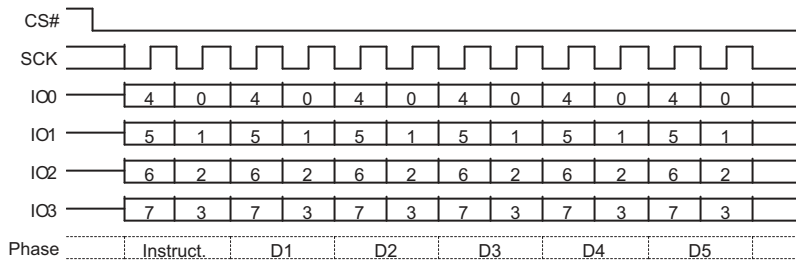 CS#
SCK
IO0 4 0 4 0 4 0 4 0 4 0 4 0
IO1 5 1 5 1 5 1 5 1 5 1 5 1
IO2 6 2 6 2 6 2 6 2 6 2 6 2
IO3 7 3 7 3 7 3 7 3 7 3 7 3
Phase Instruct. D1 D2 D3 D4 D5